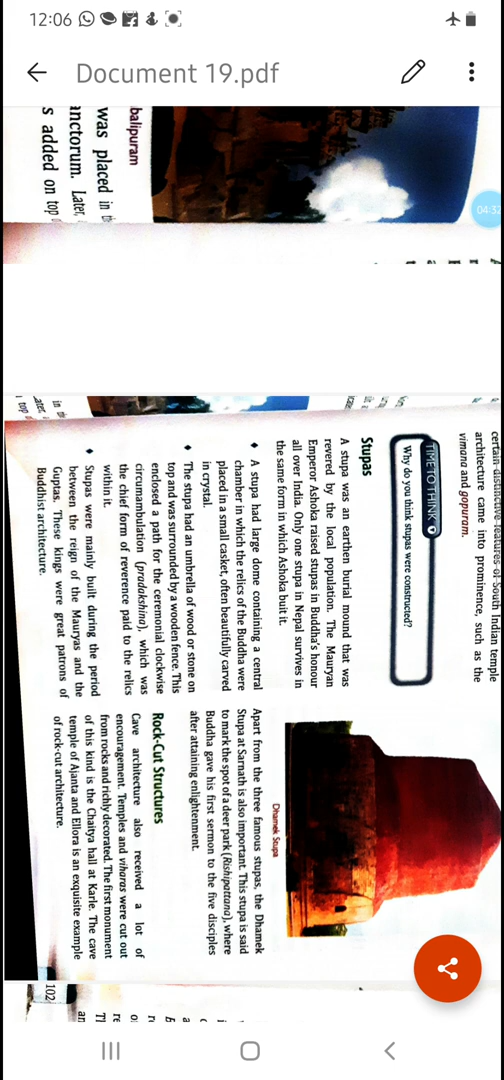 12:06
Document 19.pdf
04:3
balipuram
was placed in
anctorum. Later,
s added on top
certain distinctive features of South Indian temple
architecture came into prominence, such as the
vimana and gopuram.
TIME TO THINK
Why do you think stupas were constructed?
Stupas
A stupa was an earthen burial mound that was
revered by the local population. The Mauryan
Emperor Ashoka raised stupas in Buddha's honour
all over India. Only one stupa in Nepal survives in
the same form in which Ashoka buit it.
♦ A stupa had large dome containing a central
chamber in which the relics of the Buddha were
placed in a small casket, often beautifully carved
in crystal.
♦ The stupa had an umbrella of wood or stone on
top and was surrounded by a wooden fence. This
enclosed a path for the ceremonial clockwise
circumambulation (pradakshina), which was
the chief form of reverence paid to the relics
within it.
♦ Stupas were mainly built during the period
between the reign of the Mauryas and the
Guptas. These kings were great patrons of
Buddhist architecture.
Dhamek Stupa
Apart from the three famous stupas, the Dhamek
Stupa at Sarnath is also important. This stupa is said
to mark the spot of a deer park (Rishipattana), where
Buddha gave his first sermon to the five disciples
after attaining enlightenment.
Rock-Cut Structures
Cave architecture also received a lot of
encouragement. Temples and viharas were cut out
from rocks and richly decorated. The first monument
of this kind is the Chaitya hall at Karle. The cave
temple of Ajanta and Ellora is an exquisite example
of rock-cut architecture.
102